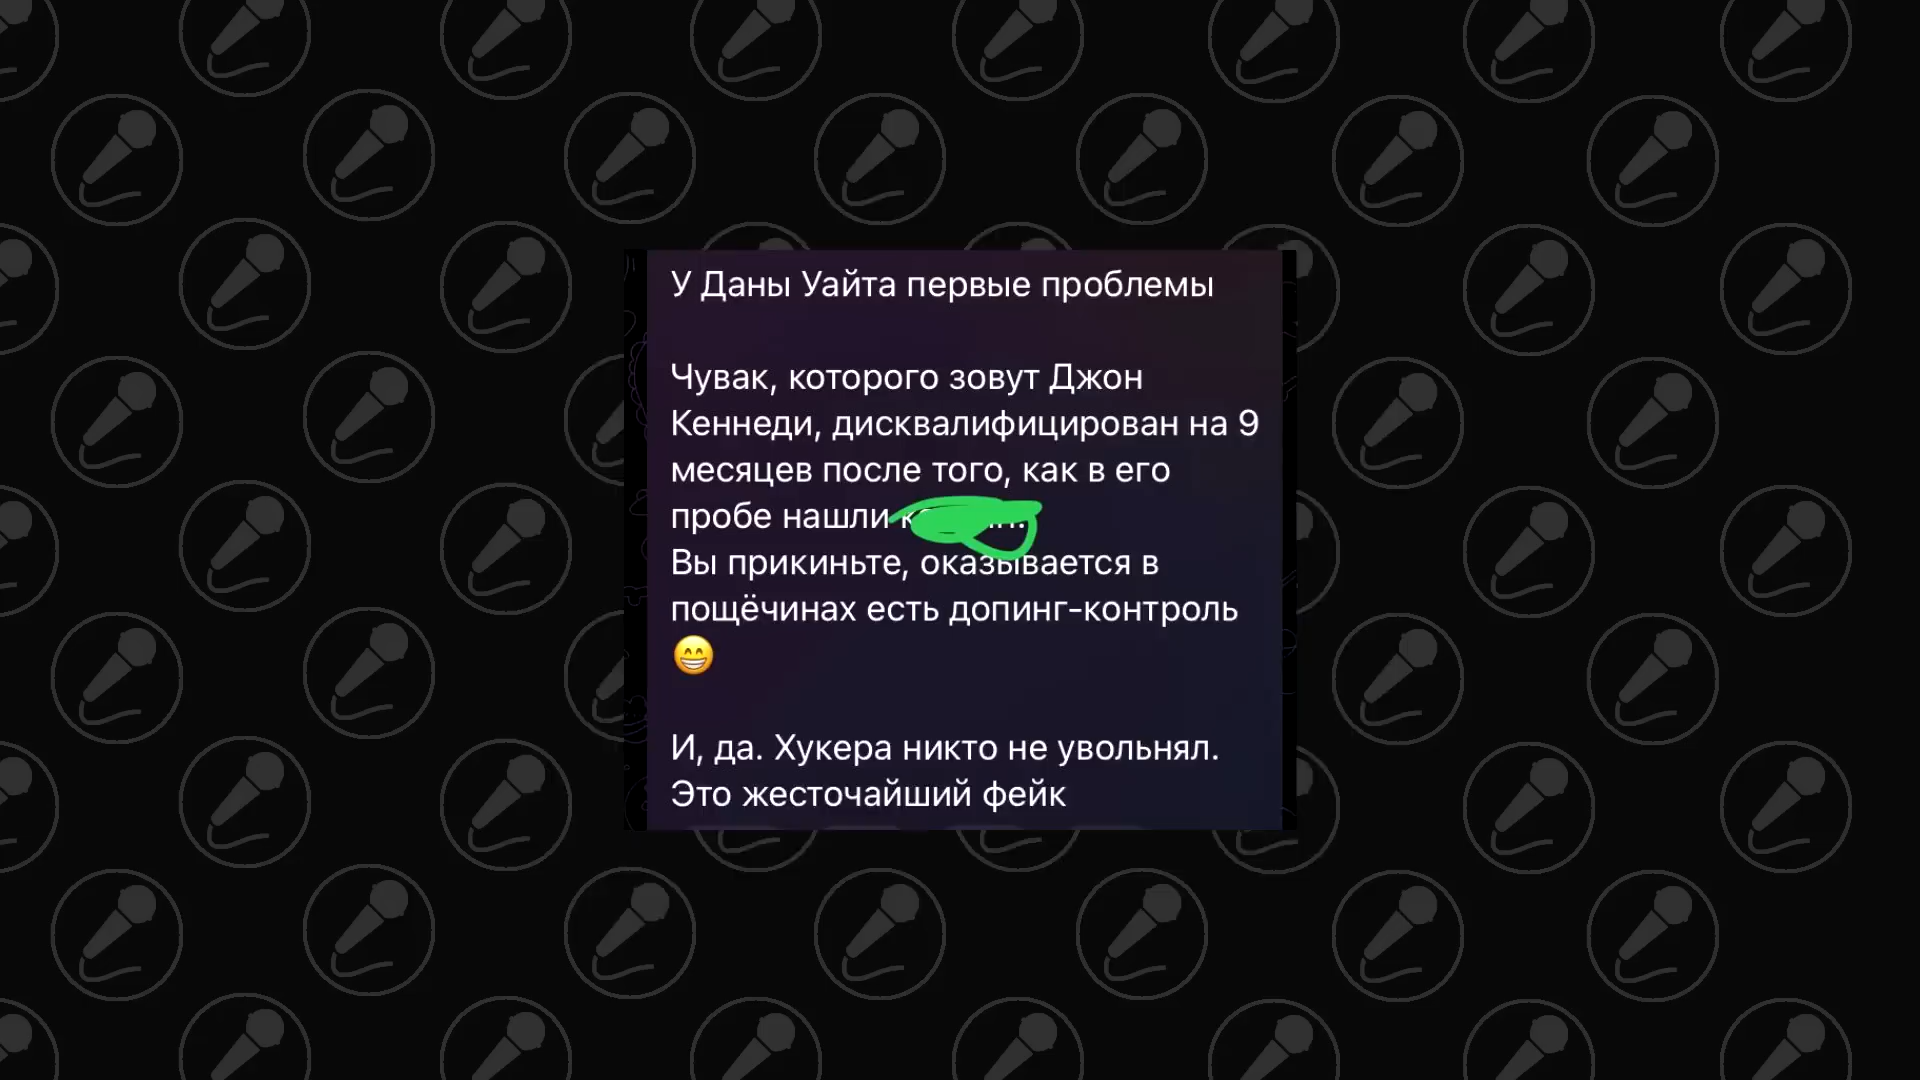 У Даны Уайта первые проблемы
Чувак, которого зовут Джон
Кеннеди, дисквалифицирован на 9
месяцев после того, как в его
пробе нашли
Вы прикиньте, оказывается в
пощёчинах есть допинг-контроль
😁
И, да. Хукера никто не увольнял.
Это жесточайший фейк